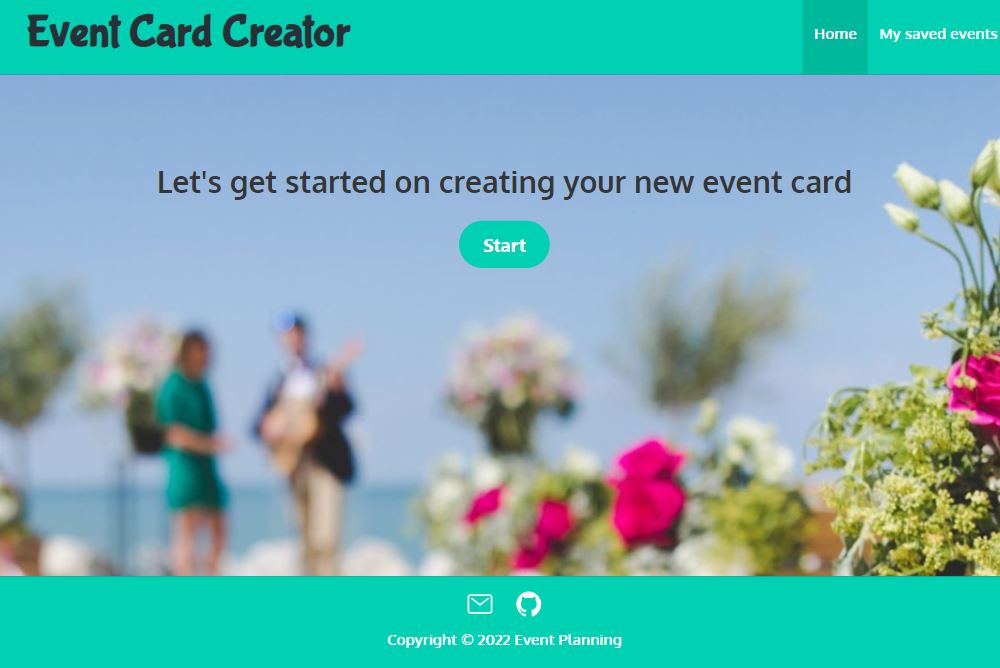 Event Card Creator
Home
My saved events
Let's get started on creating your new event card
Start
Copyright © 2022 Event Planning